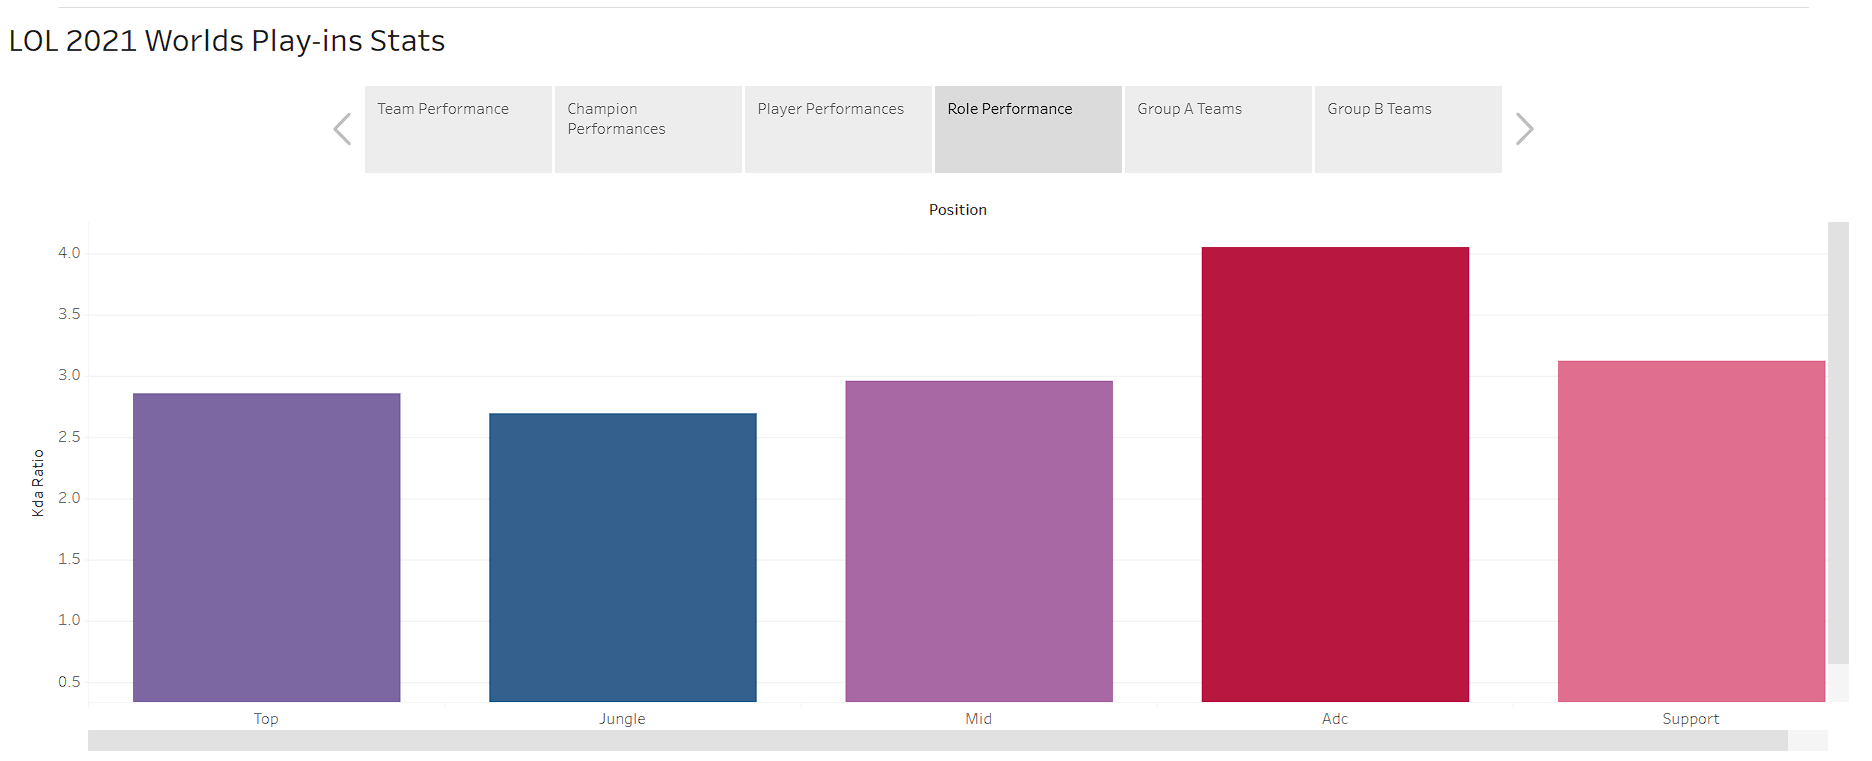 LOL 2021 Worlds Play-ins Stats
Team Performance
Champion
Performances
Player Performances
Role Performance
Group A Teams
Group B Teams
Position
Kda Ratio
4.0
3.5
3.0
2.5
2.0
1.5
1.0
0.5
Top
Jungle
Mid
Adc
Support